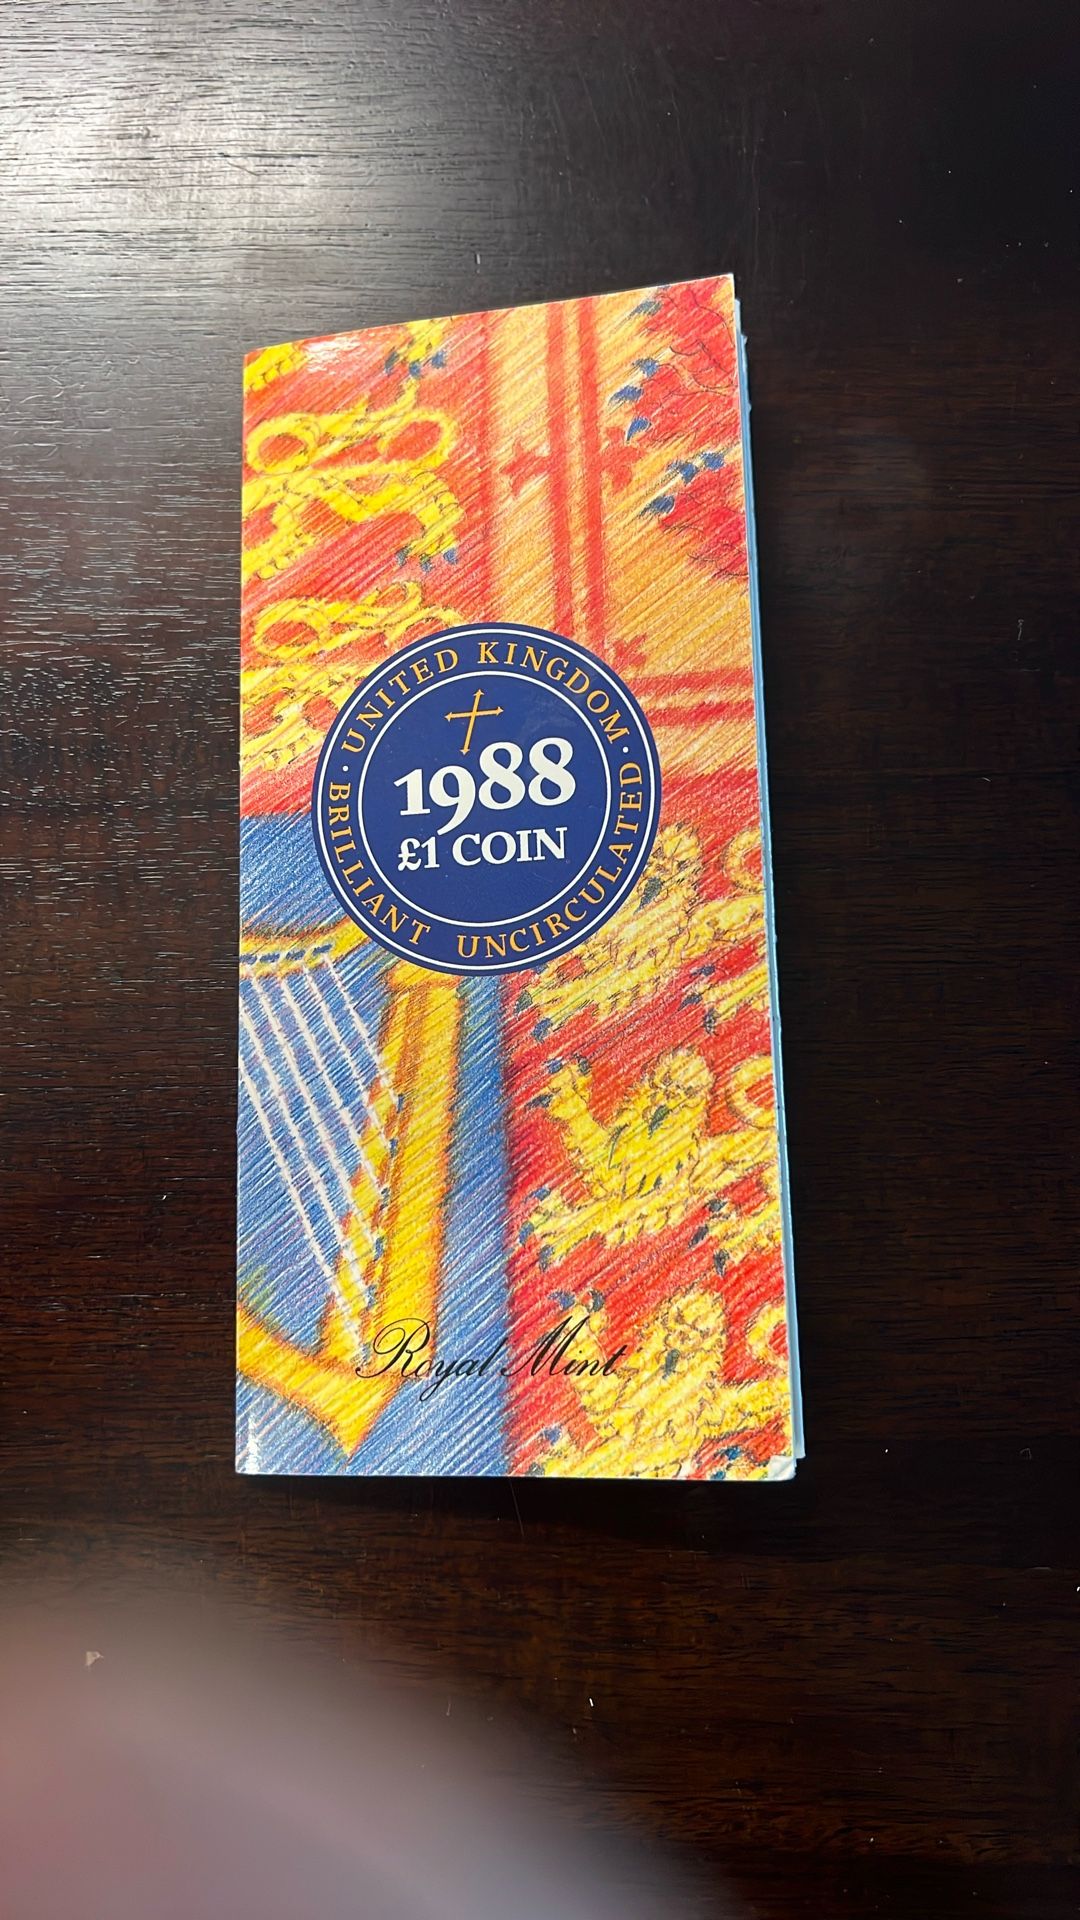 · UNITED KINGDOM ·
1988
£1 COIN
BRILLIANT UNCIRCULATED
Royal Mint